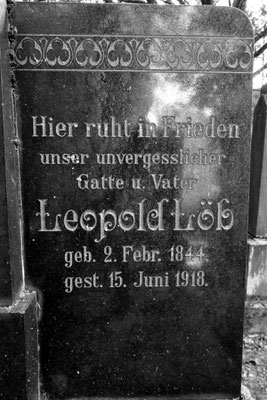 Hier ruht in Frieden
unser unvergesslicher
Gatte u. Vater
Leopold Löb
geb. 2. Febr. 1844.
gest. 15. Juni 1918.